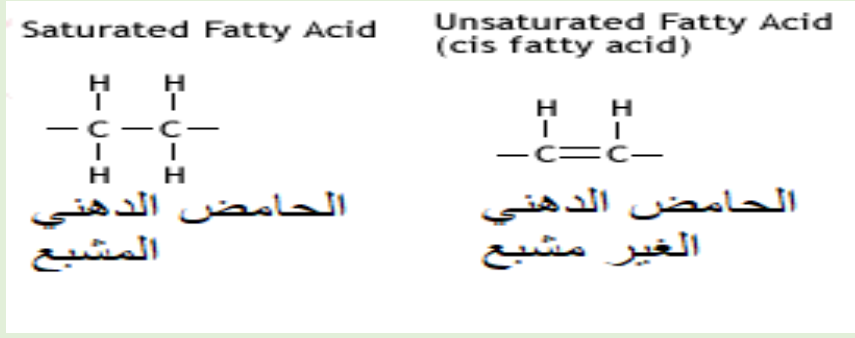 Saturated Fatty Acid
H H
— C — C —
H H
الحامض الدهني
المشبع
Unsaturated Fatty Acid
(cis fatty acid)
H H
— C = C —
الحامض الدهني
الغير مشبع